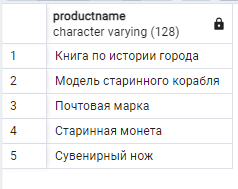 productname
character varying (128)
1 Книга по истории города
2 Модель старинного корабля
3 Почтовая марка
4 Старинная монета
5 Сувенирный нож